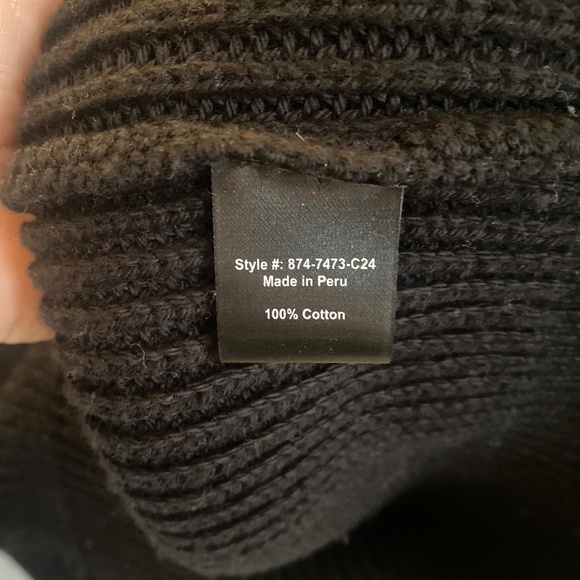 Style #: 874-7473-C24
Made in Peru
100% Cotton